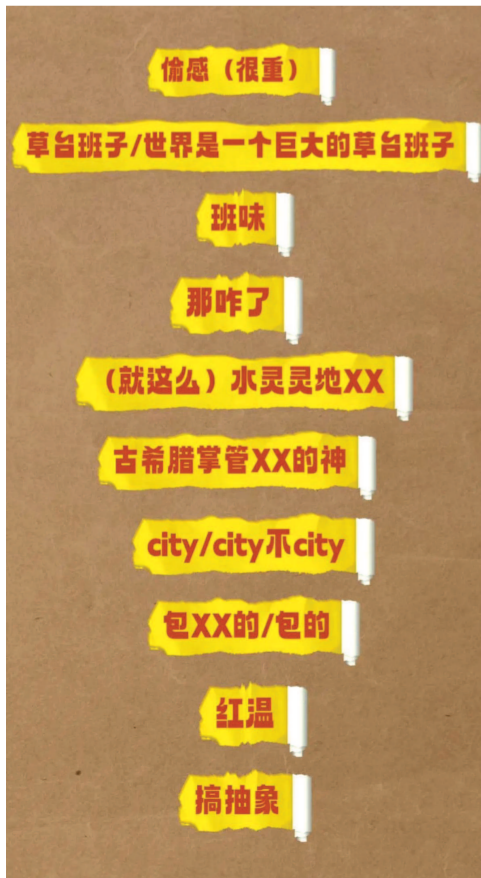 偷感（很重）
草台班子/世界是一个巨大的草台班子
班味
那咋了
（就这么）水灵灵地XX
古希腊掌管XX的神
city/city不city
包XX的/包的
红温
搞抽象